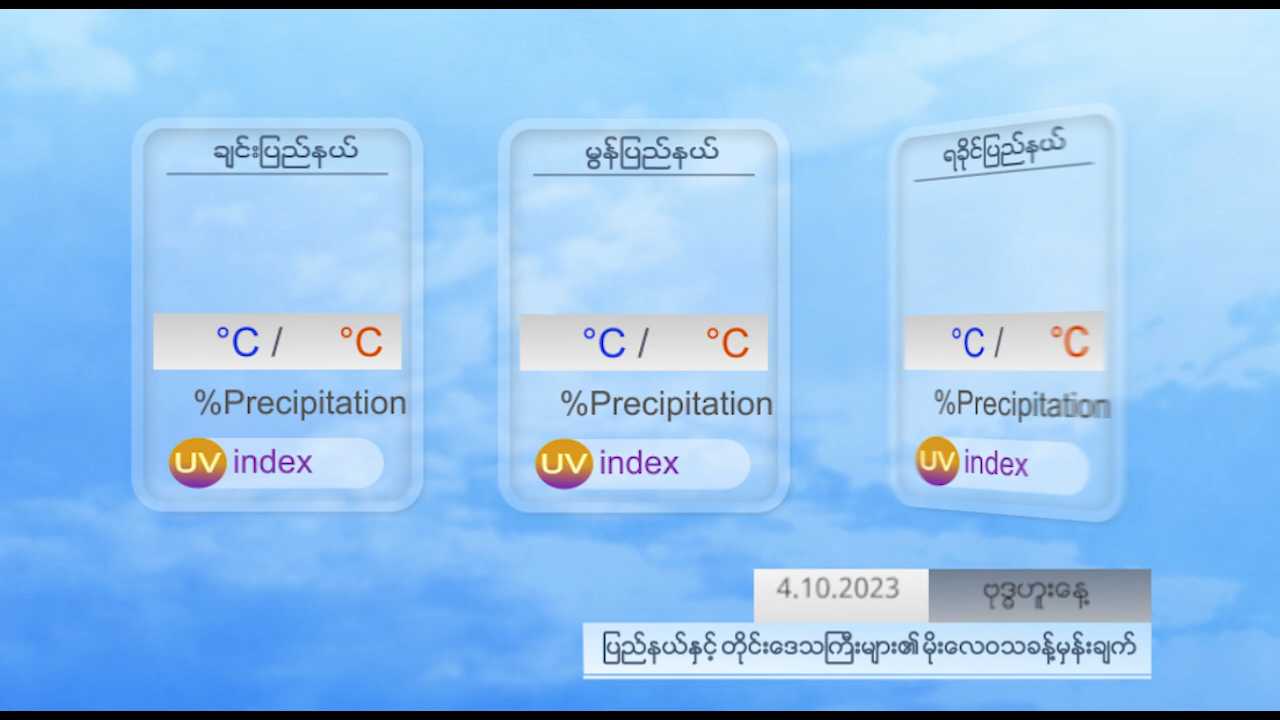 ချင်းပြည်နယ်
°C / °C
%Precipitation
UV index
မွန်ပြည်နယ်
°C / °C
%Precipitation
UV index
ရခိုင်ပြည်နယ်
°C / °C
%Precipitation
UV index
4.10.2023 ဗုဒ္ဓဟူးနေ့
ပြည်နယ်နှင့် တိုင်းဒေသကြီးများ၏ မိုးလေဝသခန့်မှန်းချက်